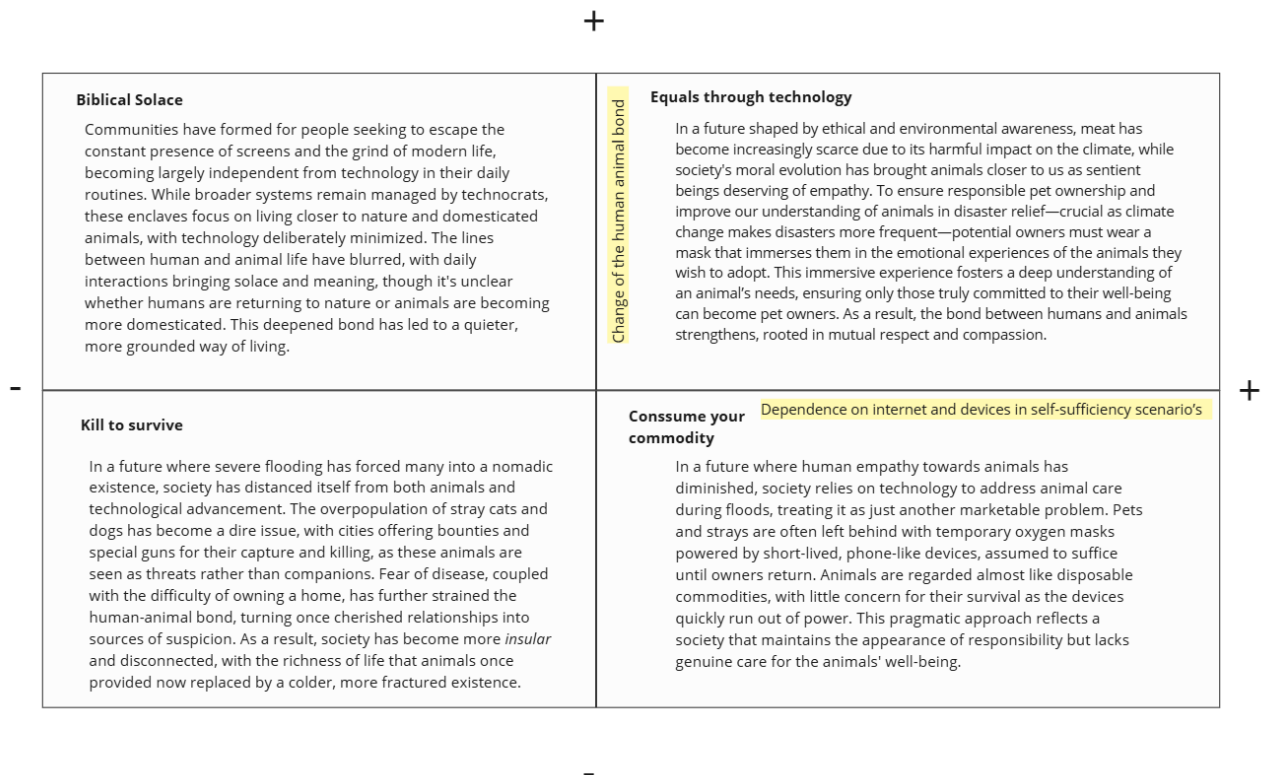 +
Biblical Solace
Communities have formed for people seeking to escape the
constant presence of screens and the grind of modern life,
becoming largely independent from technology in their daily
routines. While broader systems remain managed by technocrats,
these enclaves focus on living closer to nature and domesticated
animals, with technology deliberately minimized. The lines
between human and animal life have blurred, with daily
interactions bringing solace and meaning, though it's unclear
whether humans are returning to nature or animals are becoming
more domesticated. This deepened bond has led to a quieter,
more grounded way of living.
Change of the human animal bond
Equals through technology
In a future shaped by ethical and environmental awareness, meat has
become increasingly scarce due to its harmful impact on the climate, while
society's moral evolution has brought animals closer to us as sentient
beings deserving of empathy. To ensure responsible pet ownership and
improve our understanding of animals in disaster relief—crucial as climate
change makes disasters more frequent—potential owners must wear a
mask that immerses them in the emotional experiences of the animals they
wish to adopt. This immersive experience fosters a deep understanding of
an animal's needs, ensuring only those truly committed to their well-being
can become pet owners. As a result, the bond between humans and animals
strengthens, rooted in mutual respect and compassion.
-
+
Kill to survive
In a future where severe flooding has forced many into a nomadic
existence, society has distanced itself from both animals and
technological advancement. The overpopulation of stray cats and
dogs has become a dire issue, with cities offering bounties and
special guns for their capture and killing, as these animals are
seen as threats rather than companions. Fear of disease, coupled
with the difficulty of owning a home, has further strained the
human-animal bond, turning once cherished relationships into
sources of suspicion. As a result, society has become more insular
and disconnected, with the richness of life that animals once
provided now replaced by a colder, more fractured existence.
Dependence on internet and devices in self-sufficiency scenario's
Conssume your
commodity
In a future where human empathy towards animals has
diminished, society relies on technology to address animal care
during floods, treating it as just another marketable problem. Pets
and strays are often left behind with temporary oxygen masks
powered by short-lived, phone-like devices, assumed to suffice
until owners return. Animals are regarded almost like disposable
commodities, with little concern for their survival as the devices
quickly run out of power. This pragmatic approach reflects a
society that maintains the appearance of responsibility but lacks
genuine care for the animals' well-being.
-